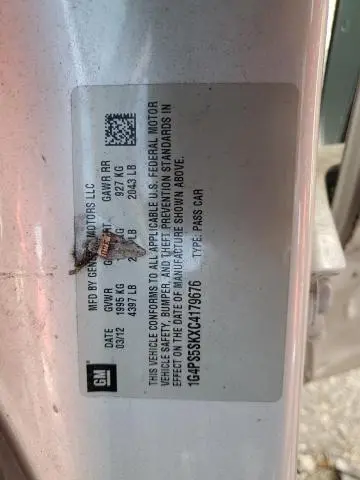 GM
MFD BY GENERAL MOTORS LLC
DATE GVWR GAWR RR
03/12 1995 KG 927 KG
4397 LB LB 2043 LB
THIS VEHICLE CONFORMS TO ALL APPLICABLE U.S. FEDERAL MOTOR
VEHICLE SAFETY, BUMPER, AND THEFT PREVENTION STANDARDS IN
EFFECT ON THE DATE OF MANUFACTURE SHOWN ABOVE.
1G4PS5SKXC4179676 TYPE: PASS CAR